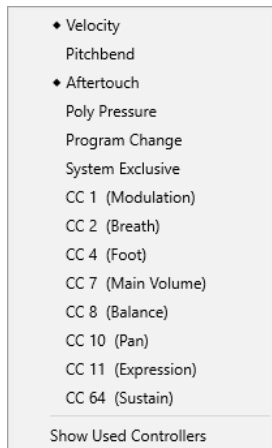 Velocity
Pitchbend
Aftertouch
Poly Pressure
Program Change
System Exclusive
CC 1 (Modulation)
CC 2 (Breath)
CC 4 (Foot)
CC 7 (Main Volume)
CC 8 (Balance)
CC 10 (Pan)
CC 11 (Expression)
CC 64 (Sustain)
Show Used Controllers